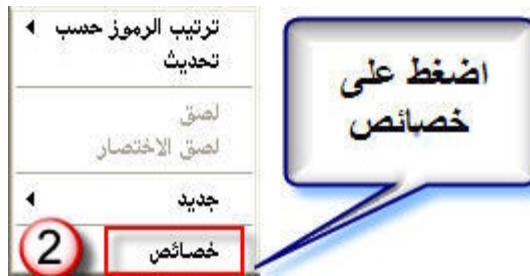 ترتيب الرموز حسب
تحديث
لصق
لصق الاختصار
جديد
خصائص
2
اضغط على
خصائص